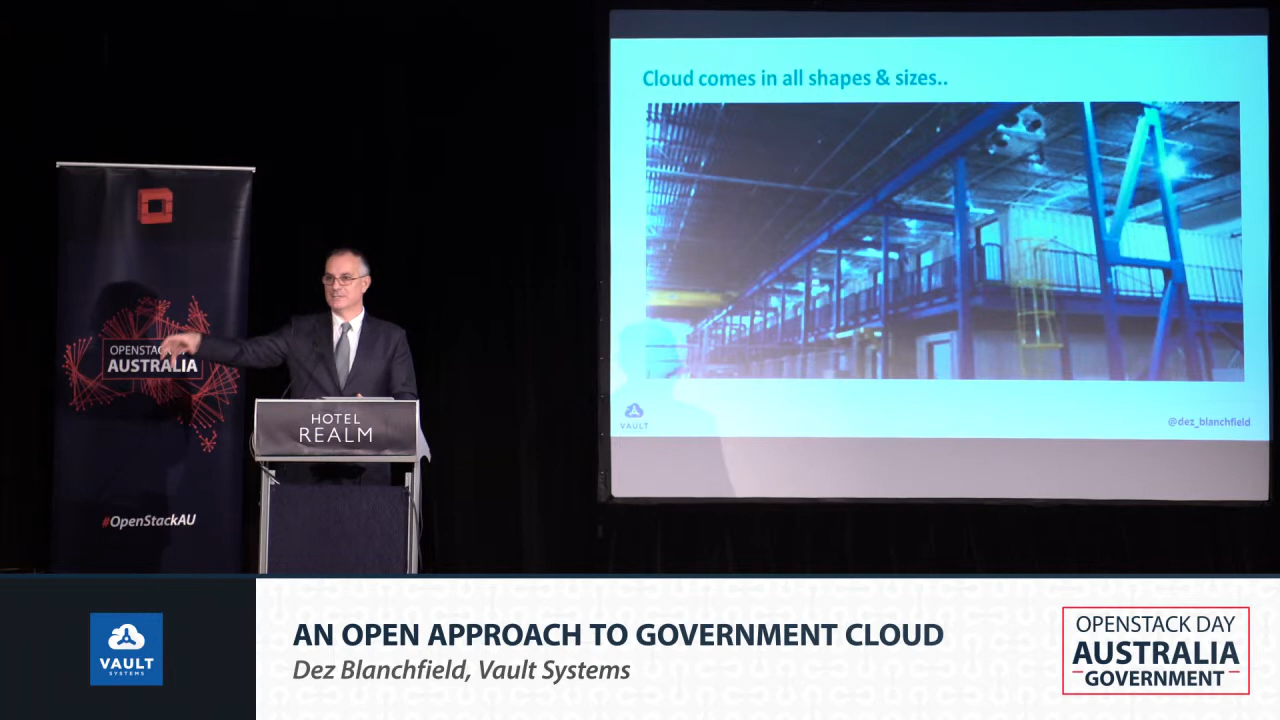 Cloud comes in all shapes & sizes..
VAULT
@dez_blanchfield
OPENSTACK DAY
AUSTRALIA
#OpenStackAU
HOTEL
REALM
VAULT
SYSTEMS
AN OPEN APPROACH TO GOVERNMENT CLOUD
Dez Blanchfield, Vault Systems
OPENSTACK DAY
AUSTRALIA
GOVERNMENT